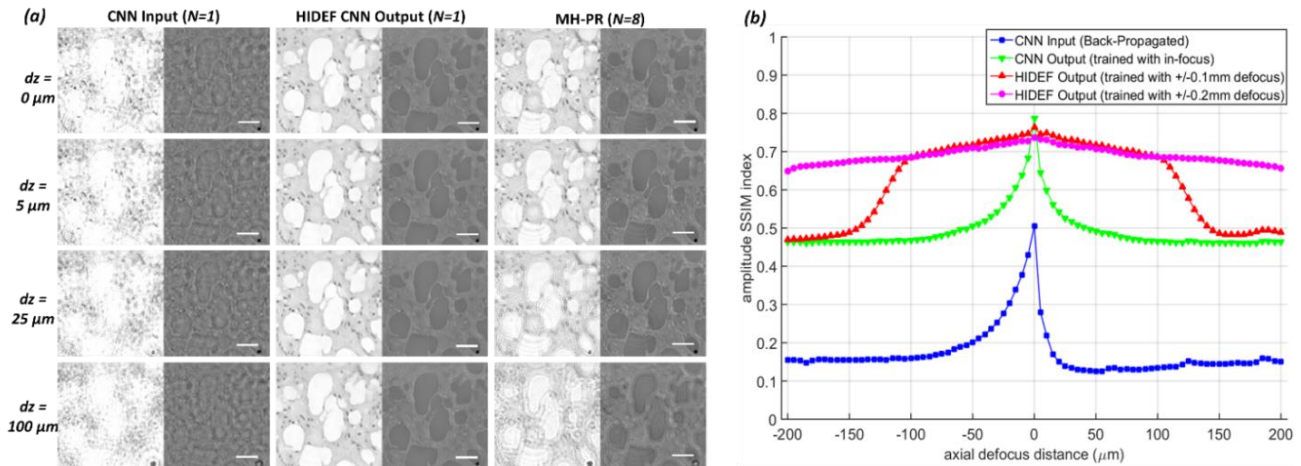 (a)
CNN Input (N=1)
HIDEF CNN Output (N=1)
MH-PR (N=8)
dz =
0 μm
dz =
5 μm
dz =
25 μm
dz =
100 μm
(b)
amplitude SSIM index
1
0.9
0.8
0.7
0.6
0.5
0.4
0.3
0.2
0.1
0
CNN Input (Back-Propagated)
CNN Output (trained with in-focus)
HIDEF Output (trained with +/-0.1mm defocus)
HIDEF Output (trained with +/-0.2mm defocus)
-200 -150 -100 -50 0 50 100 150 200
axial defocus distance (μm)